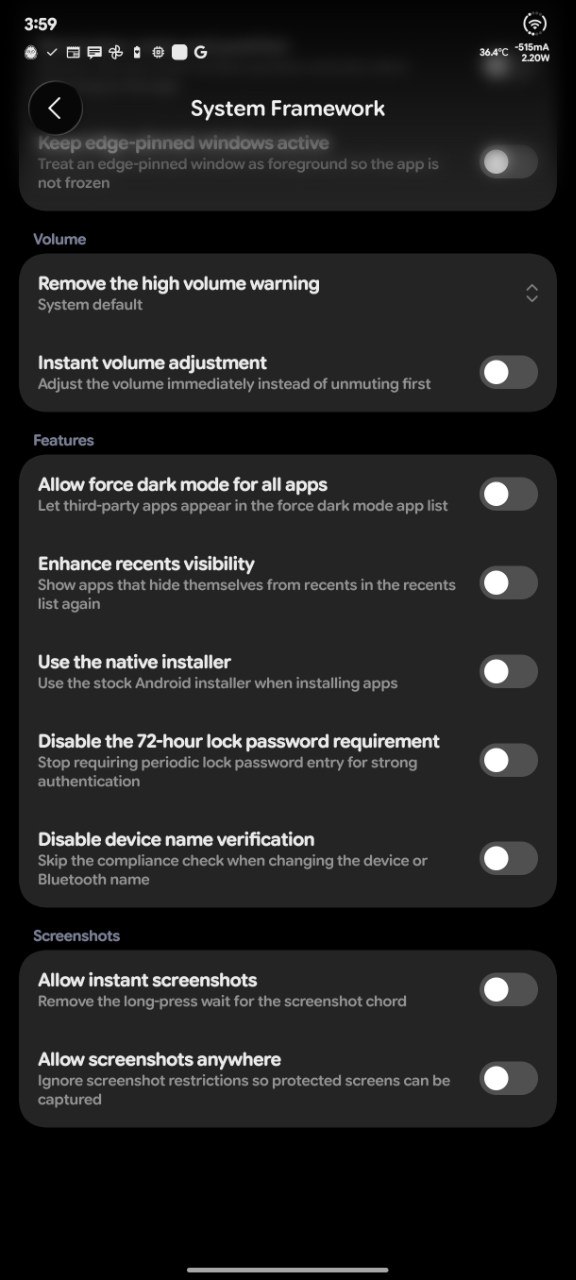 3:59
36.4°C
-515mA
2.20W
System Framework
Keep edge-pinned windows active
Treat an edge-pinned window as foreground so the app is
not frozen
Volume
Remove the high volume warning
System default
Instant volume adjustment
Adjust the volume immediately instead of unmuting first
Features
Allow force dark mode for all apps
Let third-party apps appear in the force dark mode app list
Enhance recents visibility
Show apps that hide themselves from recents in the recents
list again
Use the native installer
Use the stock Android installer when installing apps
Disable the 72-hour lock password requirement
Stop requiring periodic lock password entry for strong
authentication
Disable device name verification
Skip the compliance check when changing the device or
Bluetooth name
Screenshots
Allow instant screenshots
Remove the long-press wait for the screenshot chord
Allow screenshots anywhere
Ignore screenshot restrictions so protected screens can be
captured